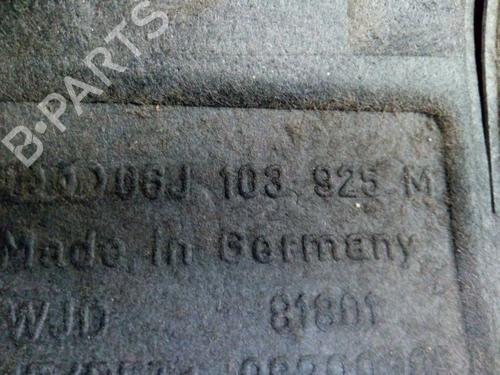 B-PARTS
06J 103 925 M
Made in Germany
WJD 81801